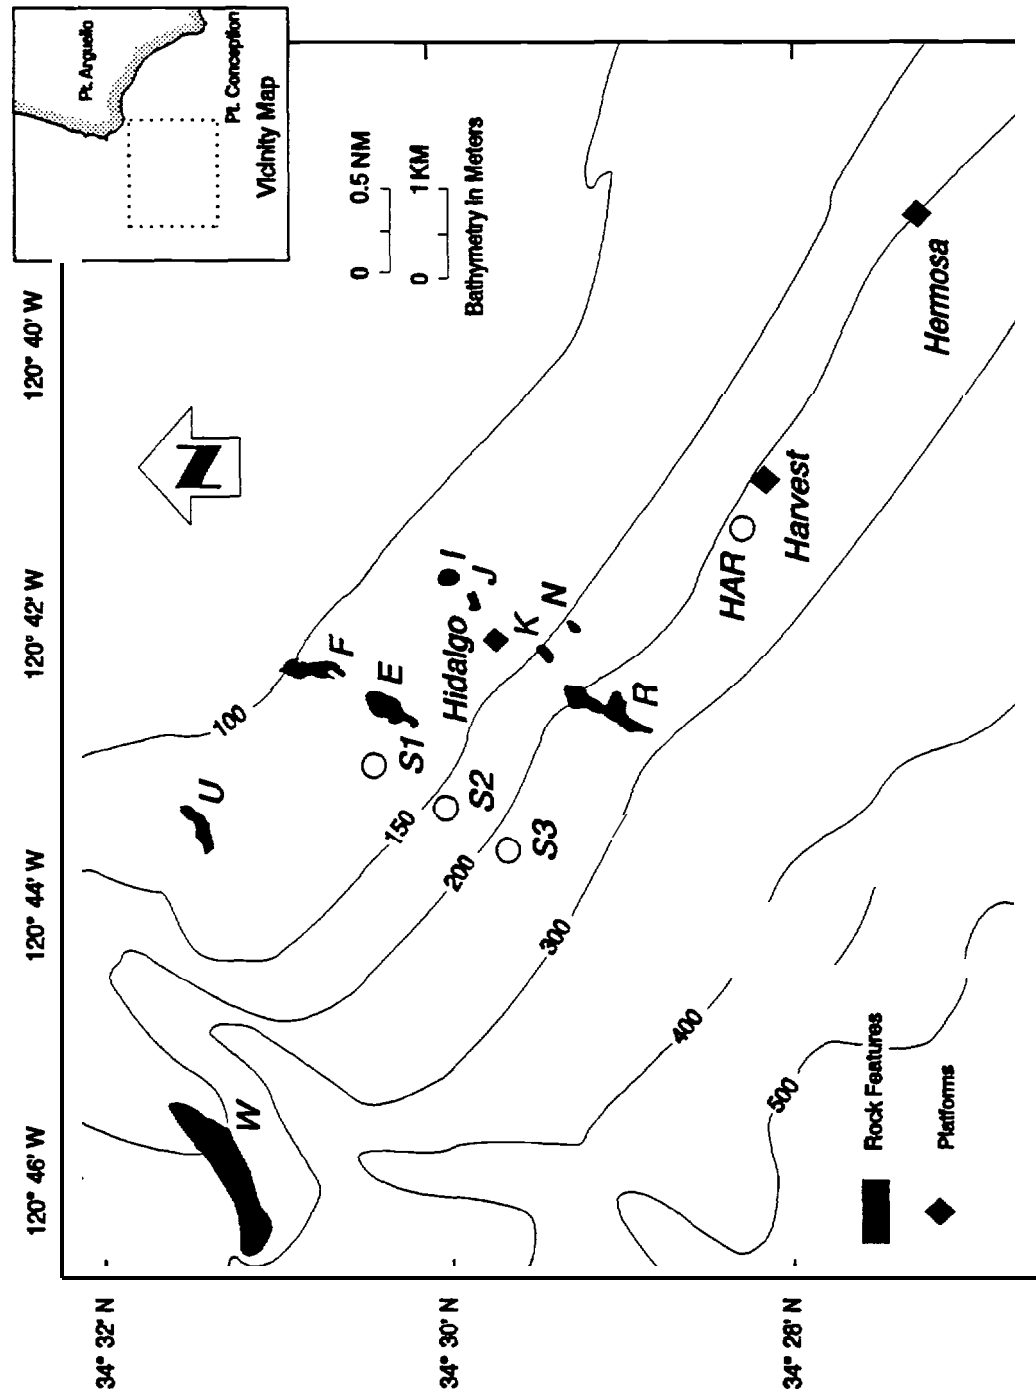 120° 46' W
120° 44' W
120° 42' W
120° 40' W
34° 32' N
34° 30' N
34° 28' N
Pt. Arguello
Pt. Conception
Vicinity Map
N
0 0.5 NM
0 1 KM
Bathymetry in Meters
W
U
F
E
I
J
Hidalgo
K
N
R
S1
S2
S3
HAR
Harvest
Hermosa
100
150
200
300
400
500
Rock Features
Platforms